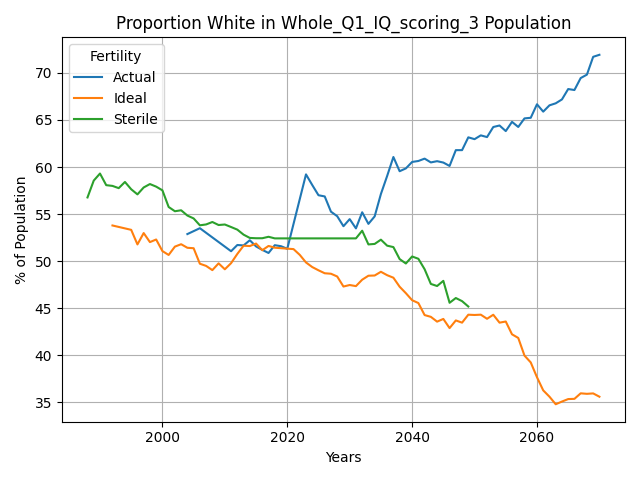 Proportion White in Whole_Q1_IQ_scoring_3 Population
Fertility
Actual
Ideal
Sterile
70
65
60
55
50
45
40
35
% of Population
2000
2020
2040
2060
Years